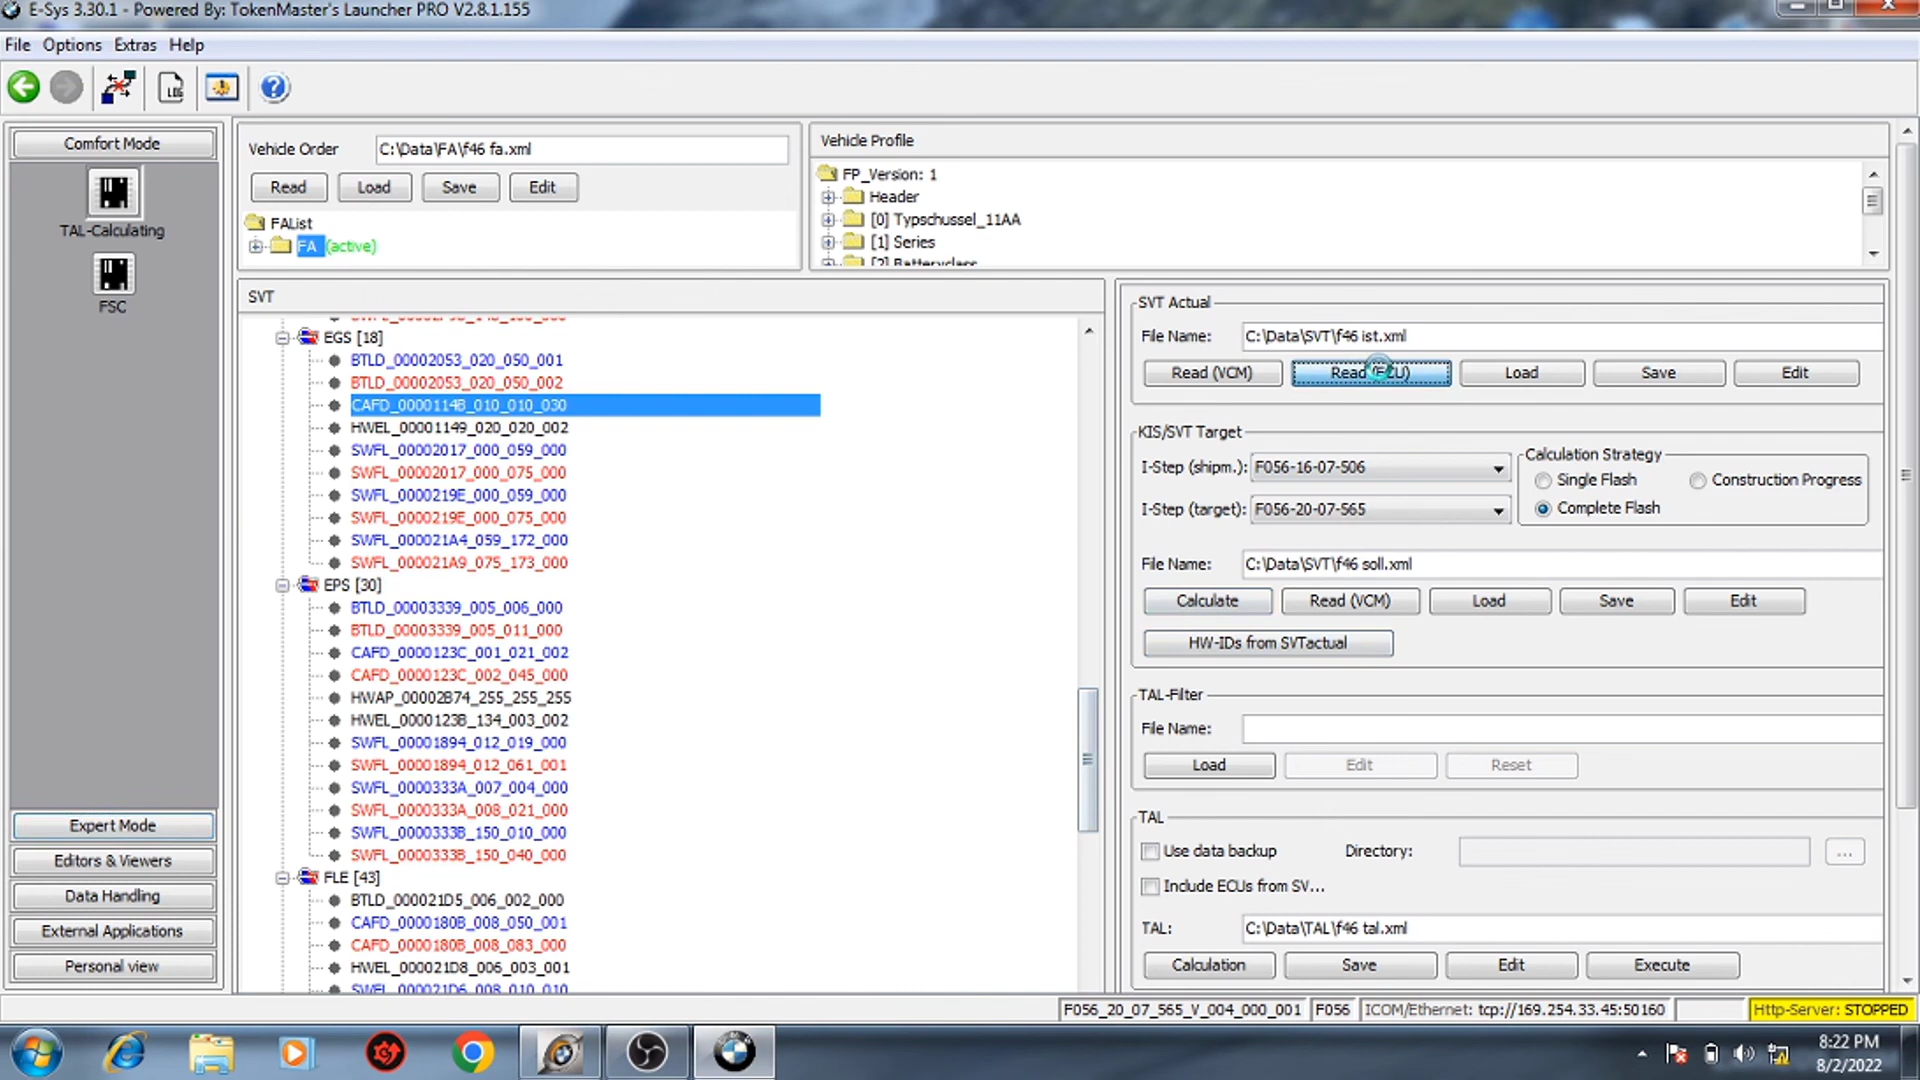 E-Sys 3.30.1 - Powered By: TokenMaster's Launcher PRO V2.8.1.155
File Options Extras Help
LOG
Comfort Mode
TAL-Calculating
FSC
Expert Mode
Editors & Viewers
Data Handling
External Applications
Personal view
Vehicle Order C:\Data\FA\f46 fa.xml
Read Load Save Edit
FAList
FA (active)
Vehicle Profile
FP_Version: 1
Header
[0] Typschussel_11AA
[1] Series
[2] Batteryclass
SVT
EGS [18]
BTLD_00002053_020_050_001
BTLD_00002053_020_050_002
CAFD_0000114B_010_010_030
HWEL_00001149_020_020_002
SWFL_00002017_000_059_000
SWFL_00002017_000_075_000
SWFL_0000219E_000_059_000
SWFL_0000219E_000_075_000
SWFL_000021A4_059_172_000
SWFL_000021A9_075_173_000
EPS [30]
BTLD_00003339_005_006_000
BTLD_00003339_005_011_000
CAFD_0000123C_001_021_002
CAFD_0000123C_002_045_000
HWAP_00002B74_255_255_255
HWEL_0000123B_134_003_002
SWFL_00001894_012_019_000
SWFL_00001894_012_061_001
SWFL_0000333A_007_004_000
SWFL_0000333A_008_021_000
SWFL_0000333B_150_010_000
SWFL_0000333B_150_040_000
FLE [43]
BTLD_000021D5_006_002_000
CAFD_0000180B_008_050_001
CAFD_0000180B_008_083_000
HWEL_000021D8_006_003_001
SWFL_000021D6_008_010_010
SVT Actual
File Name: C:\Data\SVT\f46 ist.xml
Read (VCM) Read (ECU) Load Save Edit
KIS/SVT Target
I-Step (shipm.): F056-16-07-506
I-Step (target): F056-20-07-565
Calculation Strategy
Single Flash Construction Progress
Complete Flash
File Name: C:\Data\SVT\f46 soll.xml
Calculate Read (VCM) Load Save Edit
HW-IDs from SVTactual
TAL-Filter
File Name:
Load Edit Reset
TAL
Use data backup Directory: ...
Include ECUs from SV...
TAL: C:\Data\TAL\f46 tal.xml
Calculation Save Edit Execute
F056_20_07_565_V_004_000_001 F056 ICOM/Ethernet: tcp://169.254.33.45:50160 Http-Server: STOPPED
8:22 PM
8/2/2022